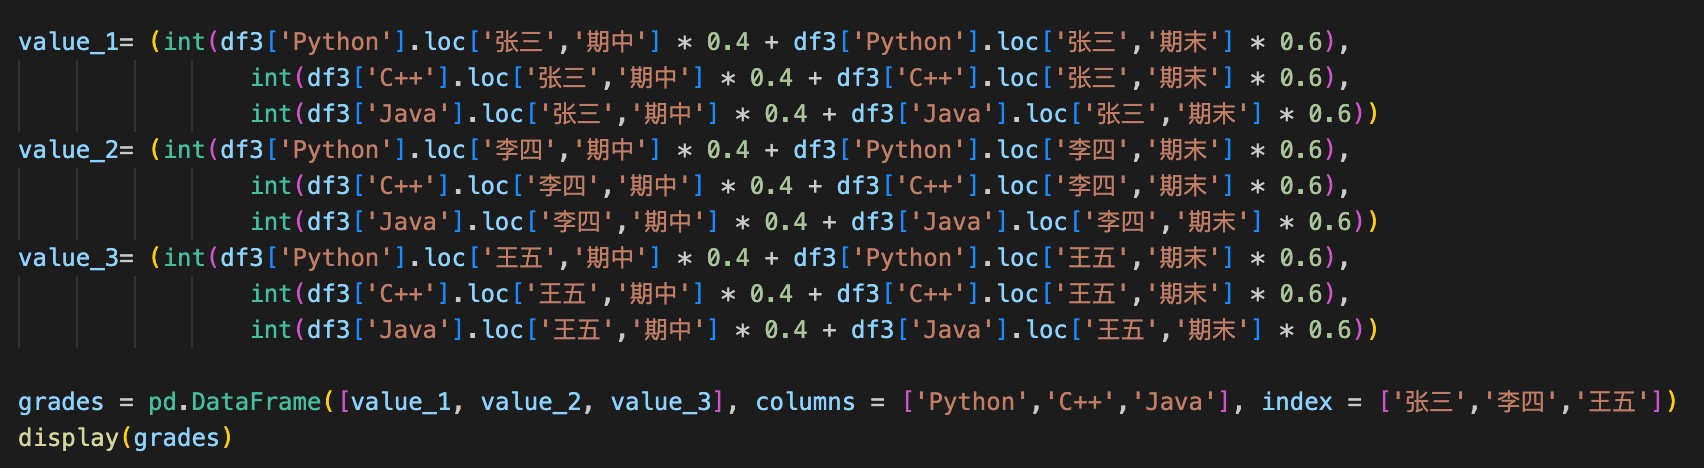 value_1= (int(df3['Python'].loc['张三','期中'] * 0.4 + df3['Python'].loc['张三','期末'] * 0.6),
int(df3['C++'].loc['张三','期中'] * 0.4 + df3['C++'].loc['张三','期末'] * 0.6),
int(df3['Java'].loc['张三','期中'] * 0.4 + df3['Java'].loc['张三','期末'] * 0.6))
value_2= (int(df3['Python'].loc['李四','期中'] * 0.4 + df3['Python'].loc['李四','期末'] * 0.6),
int(df3['C++'].loc['李四','期中'] * 0.4 + df3['C++'].loc['李四','期末'] * 0.6),
int(df3['Java'].loc['李四','期中'] * 0.4 + df3['Java'].loc['李四','期末'] * 0.6))
value_3= (int(df3['Python'].loc['王五','期中'] * 0.4 + df3['Python'].loc['王五','期末'] * 0.6),
int(df3['C++'].loc['王五','期中'] * 0.4 + df3['C++'].loc['王五','期末'] * 0.6),
int(df3['Java'].loc['王五','期中'] * 0.4 + df3['Java'].loc['王五','期末'] * 0.6))
grades = pd.DataFrame([value_1, value_2, value_3], columns = ['Python','C++','Java'], index = ['张三','李四','王五'])
display(grades)